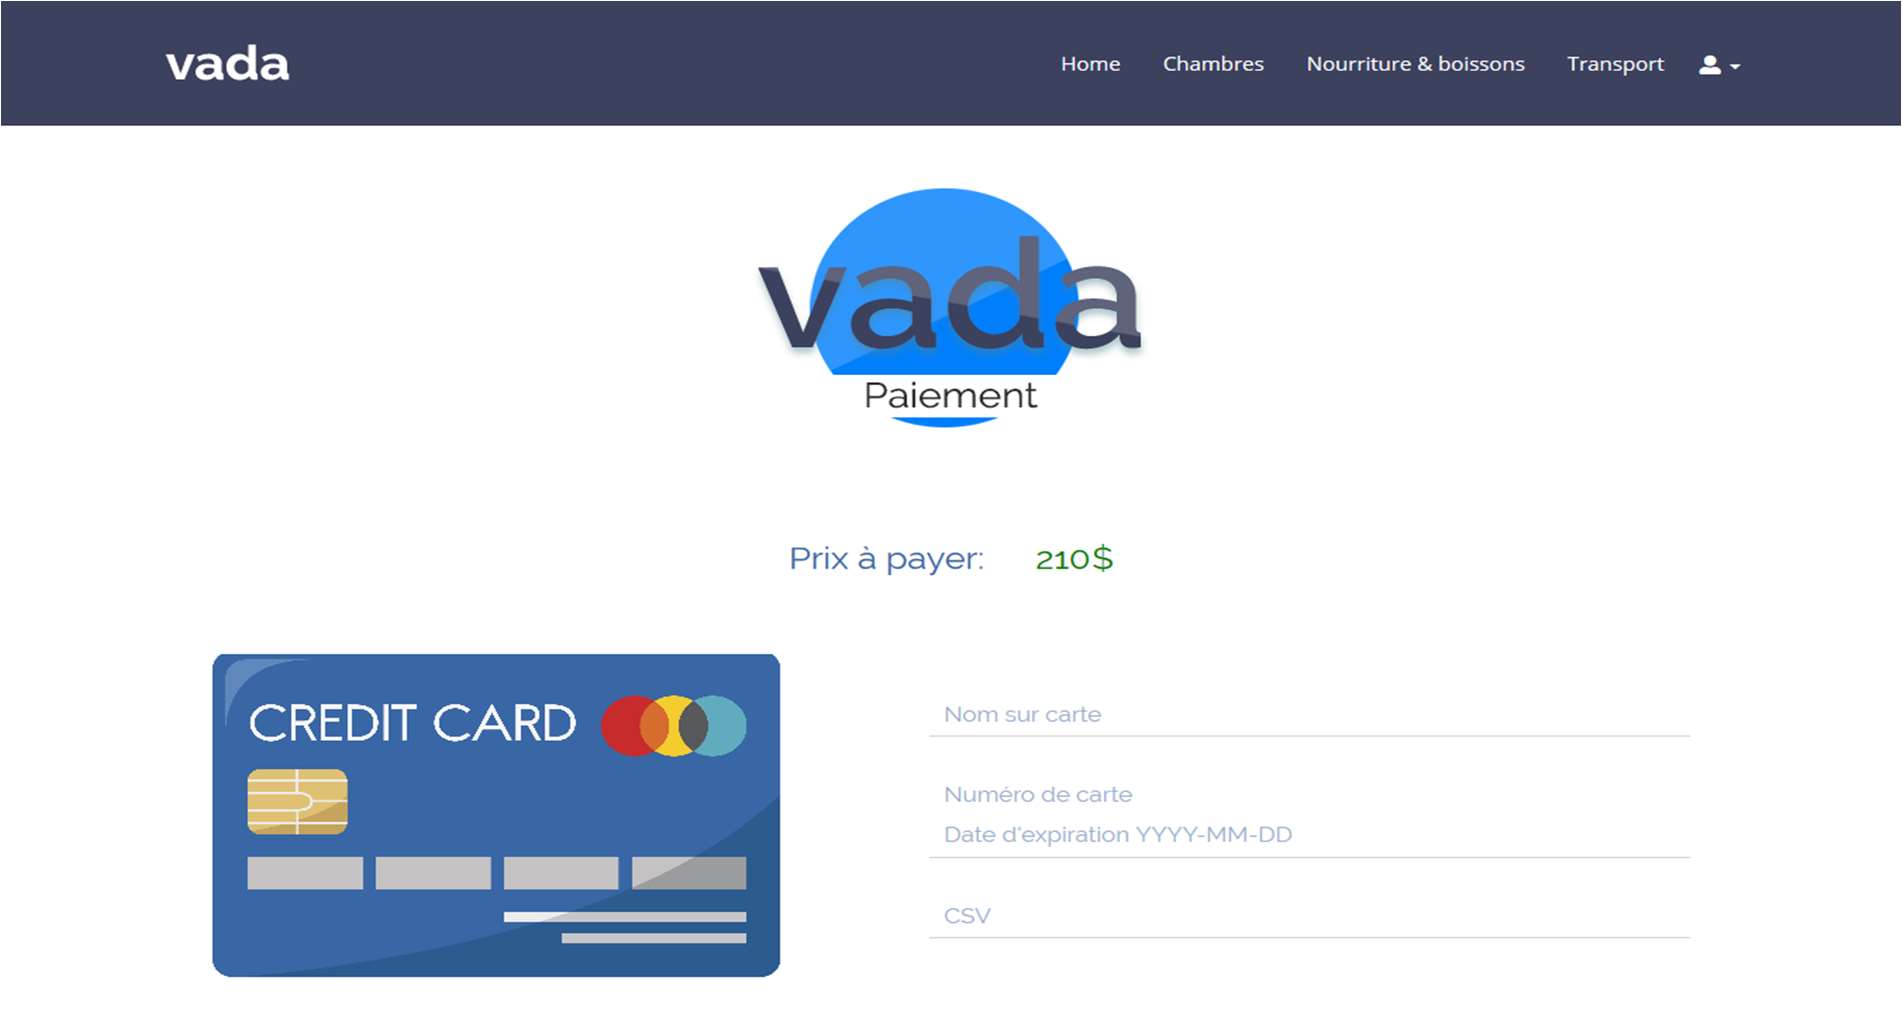 vada
Home Chambres Nourriture & boissons Transport
vada
Paiement
Prix à payer: 210$
CREDIT CARD
Nom sur carte
Numéro de carte
Date d'expiration YYYY-MM-DD
CSV